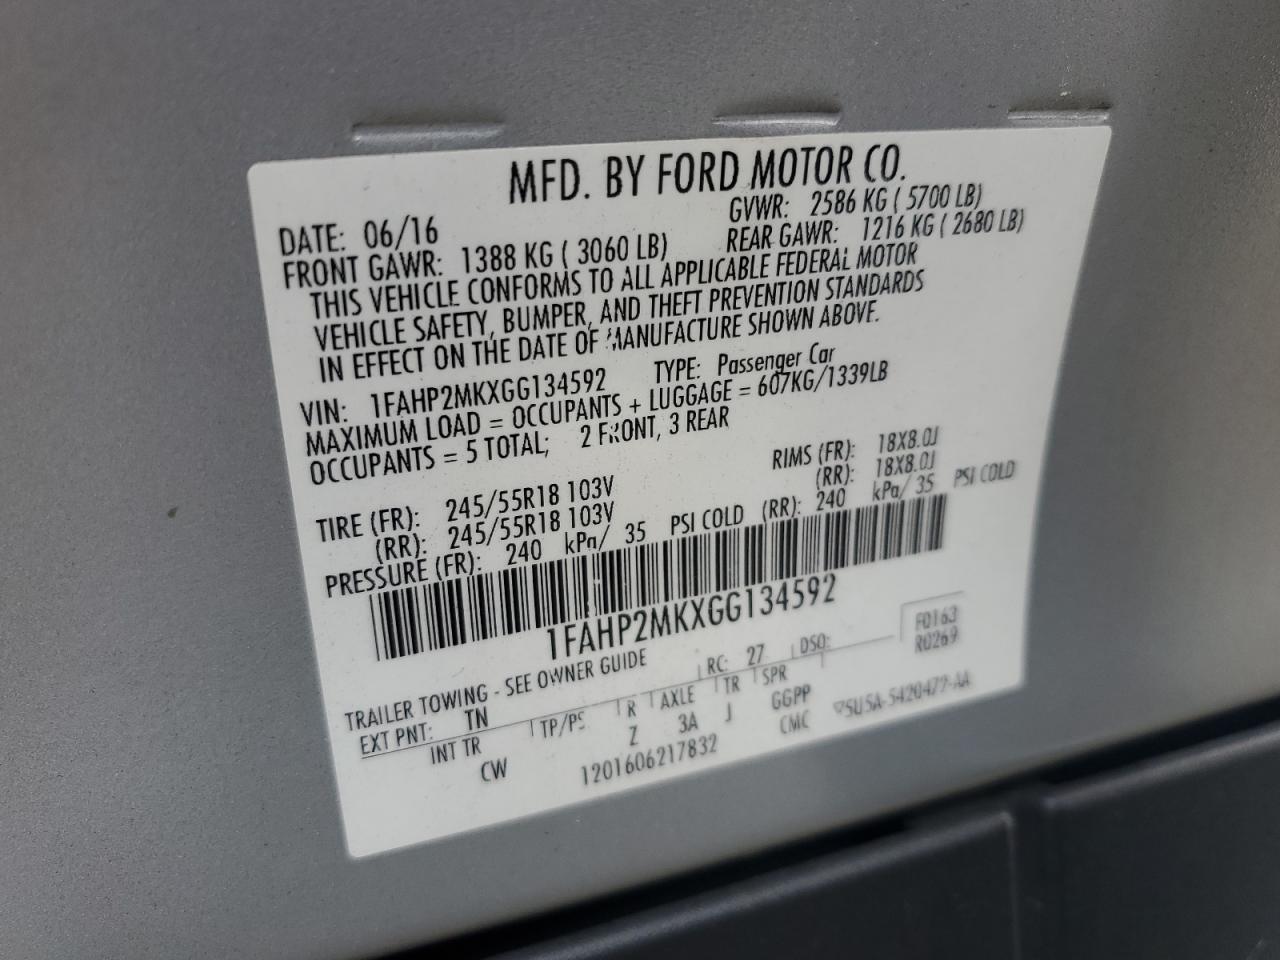 MFD. BY FORD MOTOR CO.
DATE: 06/16 GVWR: 2586 KG ( 5700 LB)
FRONT GAWR: 1388 KG ( 3060 LB) REAR GAWR: 1216 KG ( 2680 LB)
THIS VEHICLE CONFORMS TO ALL APPLICABLE FEDERAL MOTOR
VEHICLE SAFETY, BUMPER, AND THEFT PREVENTION STANDARDS
IN EFFECT ON THE DATE OF MANUFACTURE SHOWN ABOVE.
VIN: 1FAHP2MKXGG134592 TYPE: Passenger Car
MAXIMUM LOAD = OCCUPANTS + LUGGAGE = 607KG/1339LB
OCCUPANTS = 5 TOTAL; 2 FRONT, 3 REAR
TIRE (FR): 245/55R18 103V RIMS (FR): 18X8.0J
(RR): 245/55R18 103V (RR): 18X8.0J
PRESSURE (FR): 240 kPa/ 35 PSI COLD (RR): 240 kPa/ 35 PSI COLD
1FAHP2MKXGG134592
TRAILER TOWING - SEE OWNER GUIDE
F0163
R0269
EXT PNT: TN RC: 27 DSO:
INT TR TP/PS R AXLE TR SPR
CW Z 3A J GGPP
CMC
1201606217832